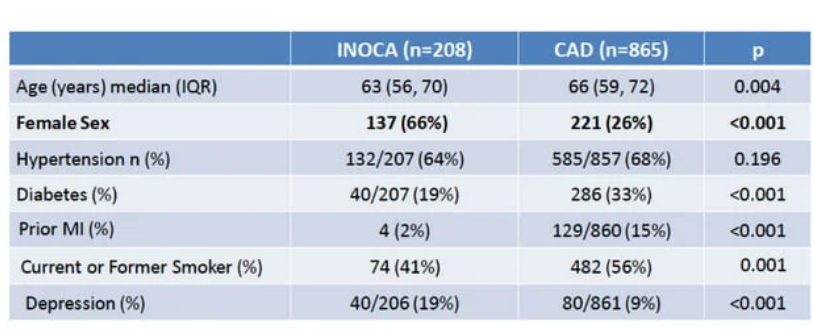 INOCA (n=208) CAD (n=865) p
Age (years) median (IQR) 63 (56, 70) 66 (59, 72) 0.004
Female Sex 137 (66%) 221 (26%) <0.001
Hypertension n (%) 132/207 (64%) 585/857 (68%) 0.196
Diabetes (%) 40/207 (19%) 286 (33%) <0.001
Prior MI (%) 4 (2%) 129/860 (15%) <0.001
Current or Former Smoker (%) 74 (41%) 482 (56%) 0.001
Depression (%) 40/206 (19%) 80/861 (9%) <0.001